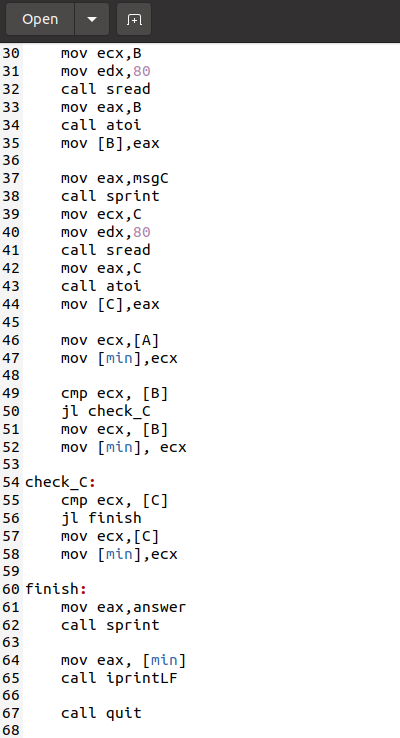 Open
30 mov ecx,B
31 mov edx,80
32 call sread
33 mov eax,B
34 call atoi
35 mov [B],eax
36
37 mov eax,msgC
38 call sprint
39 mov ecx,C
40 mov edx,80
41 call sread
42 mov eax,C
43 call atoi
44 mov [C],eax
45
46 mov ecx,[A]
47 mov [min],ecx
48
49 cmp ecx, [B]
50 jl check_C
51 mov ecx, [B]
52 mov [min], ecx
53
54 check_C:
55 cmp ecx, [C]
56 jl finish
57 mov ecx,[C]
58 mov [min],ecx
59
60 finish:
61 mov eax,answer
62 call sprint
63
64 mov eax, [min]
65 call iprintLF
66
67 call quit
68